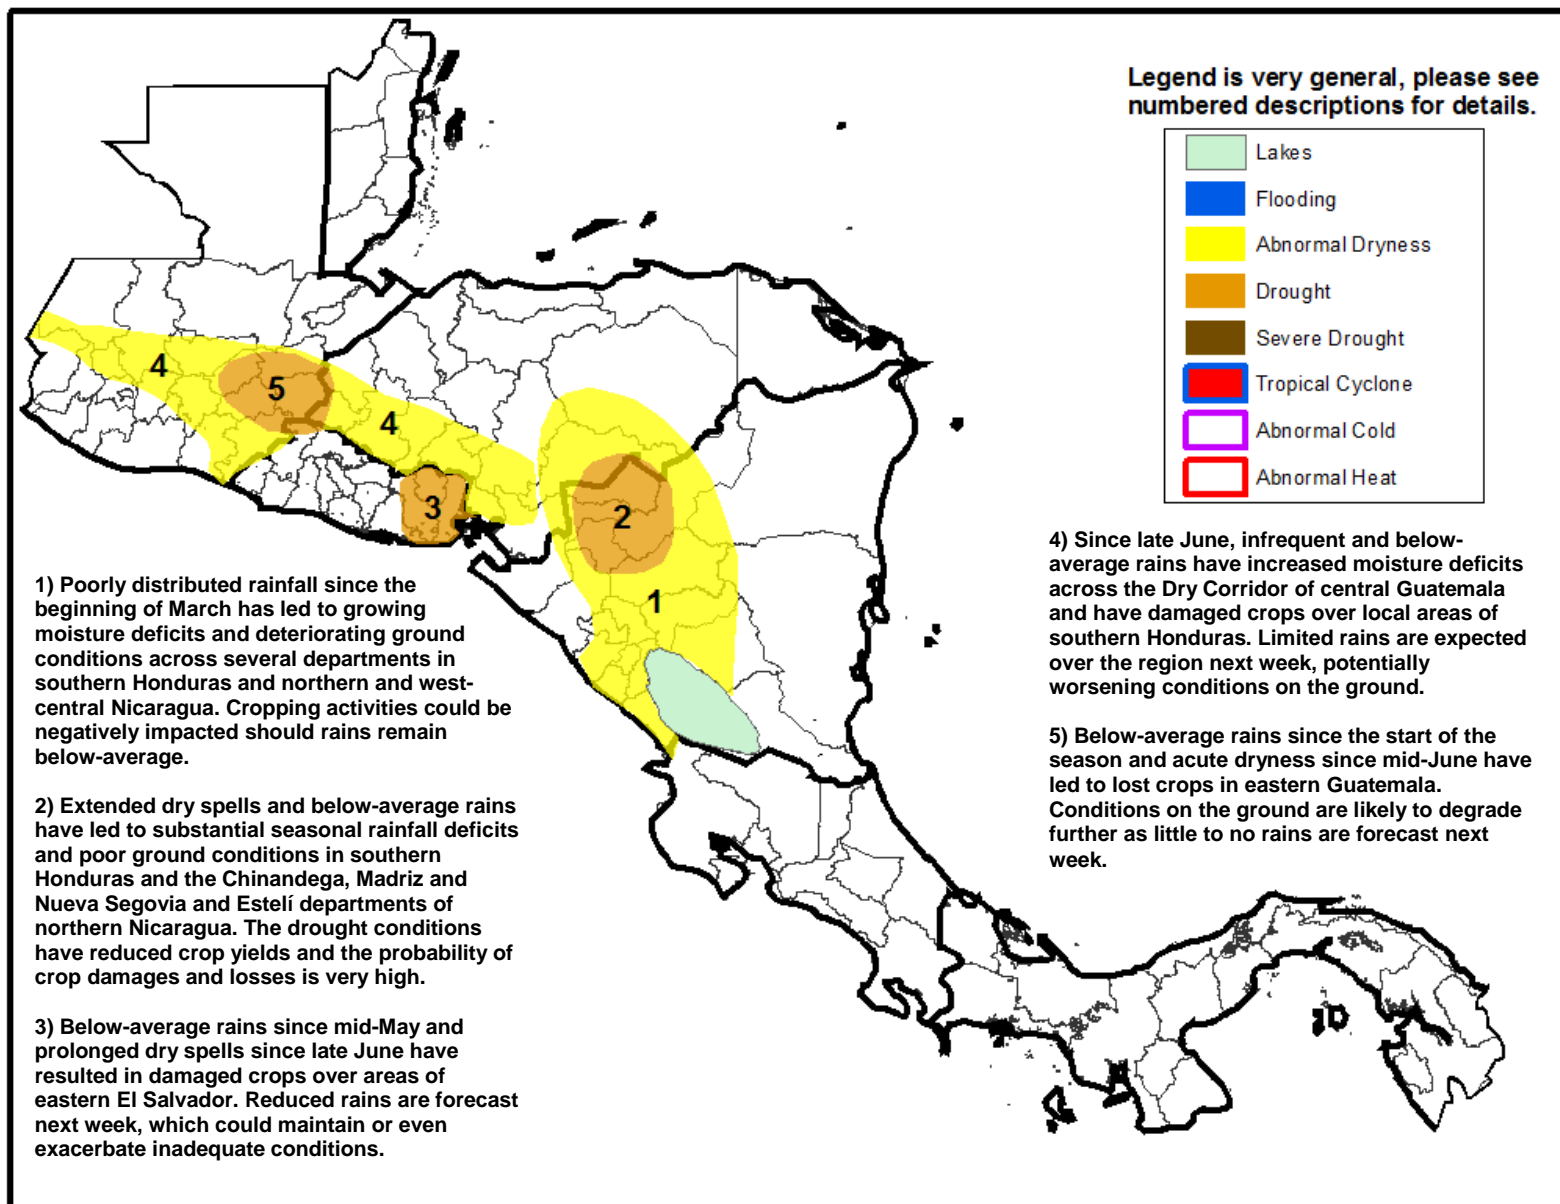 Legend is very general, please see
numbered descriptions for details.
Lakes
Flooding
Abnormal Dryness
Drought
Severe Drought
Tropical Cyclone
Abnormal Cold
Abnormal Heat
4
5
4
3
2
1
1) Poorly distributed rainfall since the
beginning of March has led to growing
moisture deficits and deteriorating ground
conditions across several departments in
southern Honduras and northern and west-
central Nicaragua. Cropping activities could be
negatively impacted should rains remain
below-average.
2) Extended dry spells and below-average rains
have led to substantial seasonal rainfall deficits
and poor ground conditions in southern
Honduras and the Chinandega, Madriz and
Nueva Segovia and Estelí departments of
northern Nicaragua. The drought conditions
have reduced crop yields and the probability of
crop damages and losses is very high.
3) Below-average rains since mid-May and
prolonged dry spells since late June have
resulted in damaged crops over areas of
eastern El Salvador. Reduced rains are forecast
next week, which could maintain or even
exacerbate inadequate conditions.
4) Since late June, infrequent and below-
average rains have increased moisture deficits
across the Dry Corridor of central Guatemala
and have damaged crops over local areas of
southern Honduras. Limited rains are expected
over the region next week, potentially
worsening conditions on the ground.
5) Below-average rains since the start of the
season and acute dryness since mid-June have
led to lost crops in eastern Guatemala.
Conditions on the ground are likely to degrade
further as little to no rains are forecast next
week.